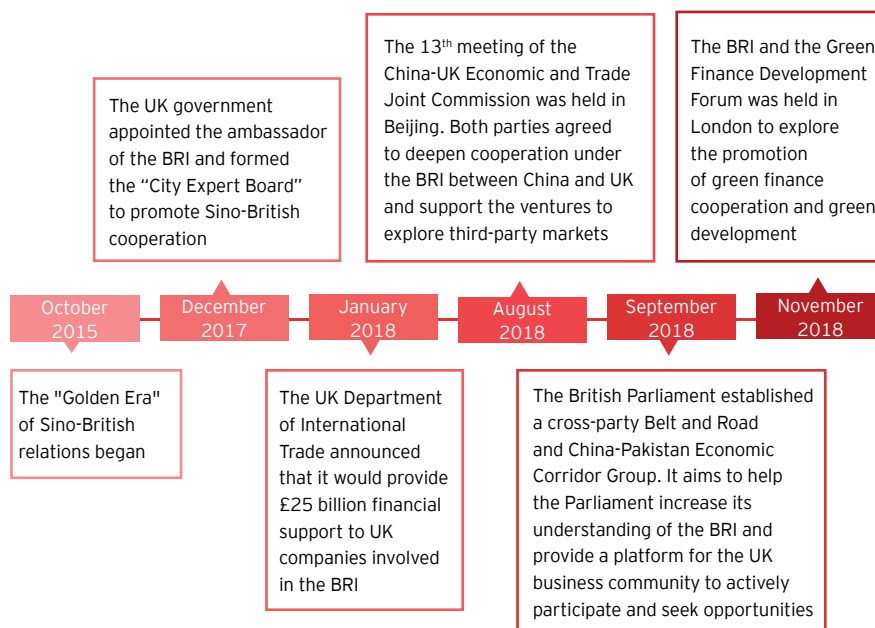 The UK government
appointed the ambassador
of the BRI and formed
the “City Expert Board”
to promote Sino-British
cooperation
The 13th meeting of the
China-UK Economic and Trade
Joint Commission was held in
Beijing. Both parties agreed
to deepen cooperation under
the BRI between China and UK
and support the ventures to
explore third-party markets
The BRI and the Green
Finance Development
Forum was held in
London to explore
the promotion
of green finance
cooperation and green
development
October
2015
December
2017
January
2018
August
2018
September
2018
November
2018
The "Golden Era"
of Sino-British
relations began
The UK Department
of International
Trade announced
that it would provide
£25 billion financial
support to UK
companies involved
in the BRI
The British Parliament established
a cross-party Belt and Road
and China-Pakistan Economic
Corridor Group. It aims to help
the Parliament increase its
understanding of the BRI and
provide a platform for the UK
business community to actively
participate and seek opportunities